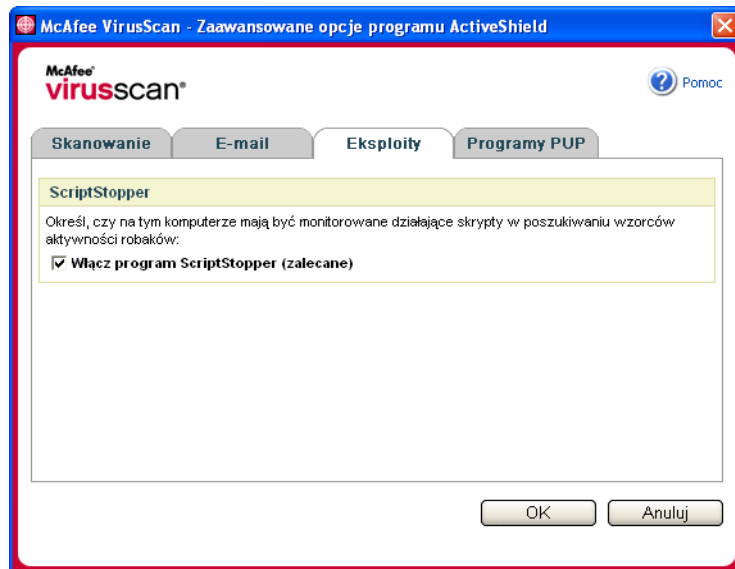 McAfee VirusScan - Zaawansowane opcje programu ActiveShield
McAfee®
virusscan®
Pomoc
Skanowanie
E-mail
Eksploity
Programy PUP
ScriptStopper
Określ, czy na tym komputerze mają być monitorowane działające skrypty w poszukiwaniu wzorców
aktywności robaków:
Włącz program ScriptStopper (zalecane)
OK
Anuluj